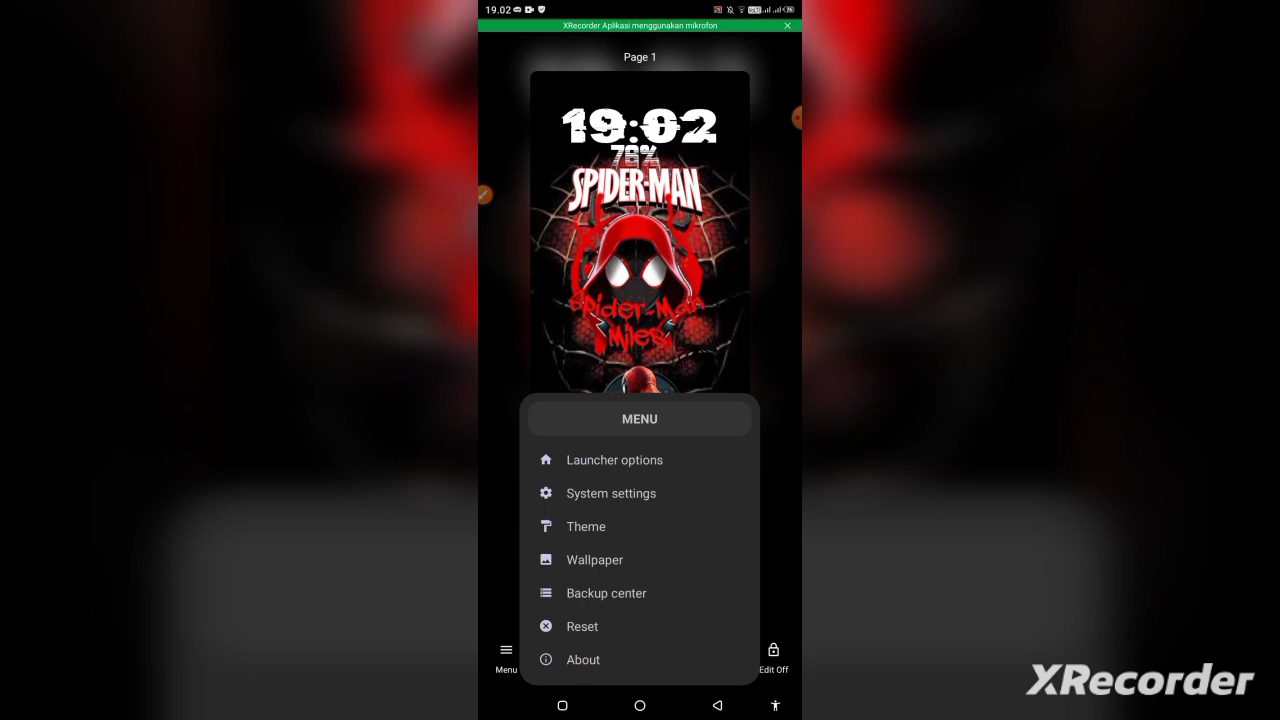 19.02
XRecorder Aplikasi menggunakan mikrofon
Page 1
19:02
76%
SPIDER-MAN
Spider-Man
Miles
MENU
Launcher options
System settings
Theme
Wallpaper
Backup center
Reset
About
Menu
Edit Off
XRecorder